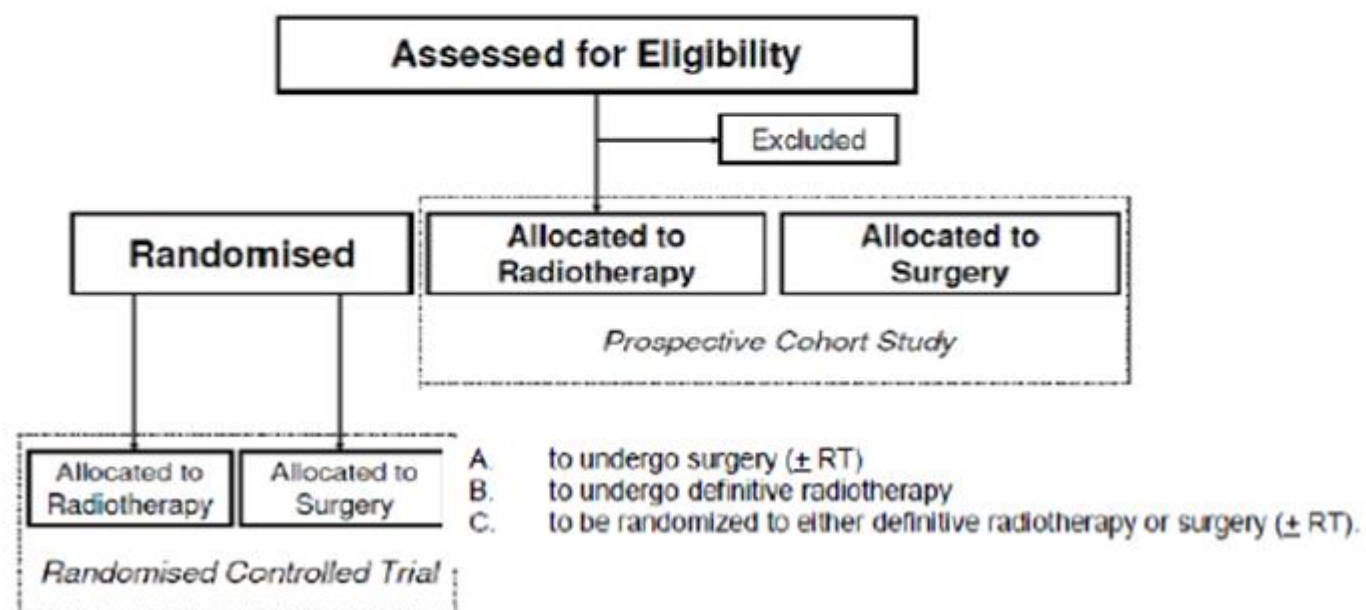 Assessed for Eligibility
Excluded
Randomised
Allocated to
Radiotherapy
Allocated to
Surgery
Prospective Cohort Study
Allocated to
Radiotherapy
Allocated to
Surgery
Randomised Controlled Trial
A. to undergo surgery (± RT)
B. to undergo definitive radiotherapy
C. to be randomized to either definitive radiotherapy or surgery (± RT).